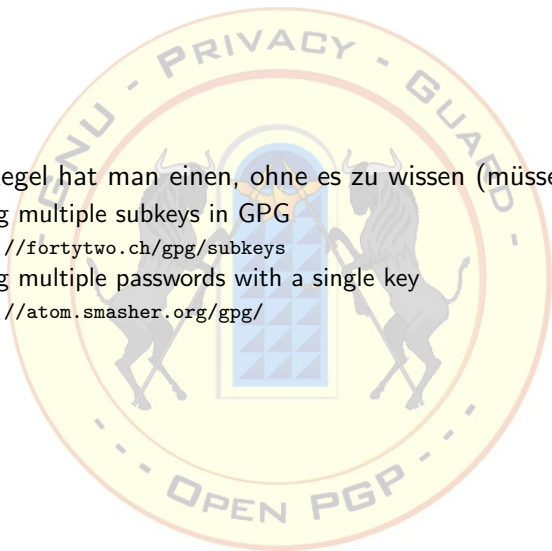 GNU - PRIVACY - GUARD -
egel hat man einen, ohne es zu wissen (müsse
g multiple subkeys in GPG
//fortytwo.ch/gpg/subkeys
g multiple passwords with a single key
//atom.smasher.org/gpg/
- - - OPEN PGP - - -